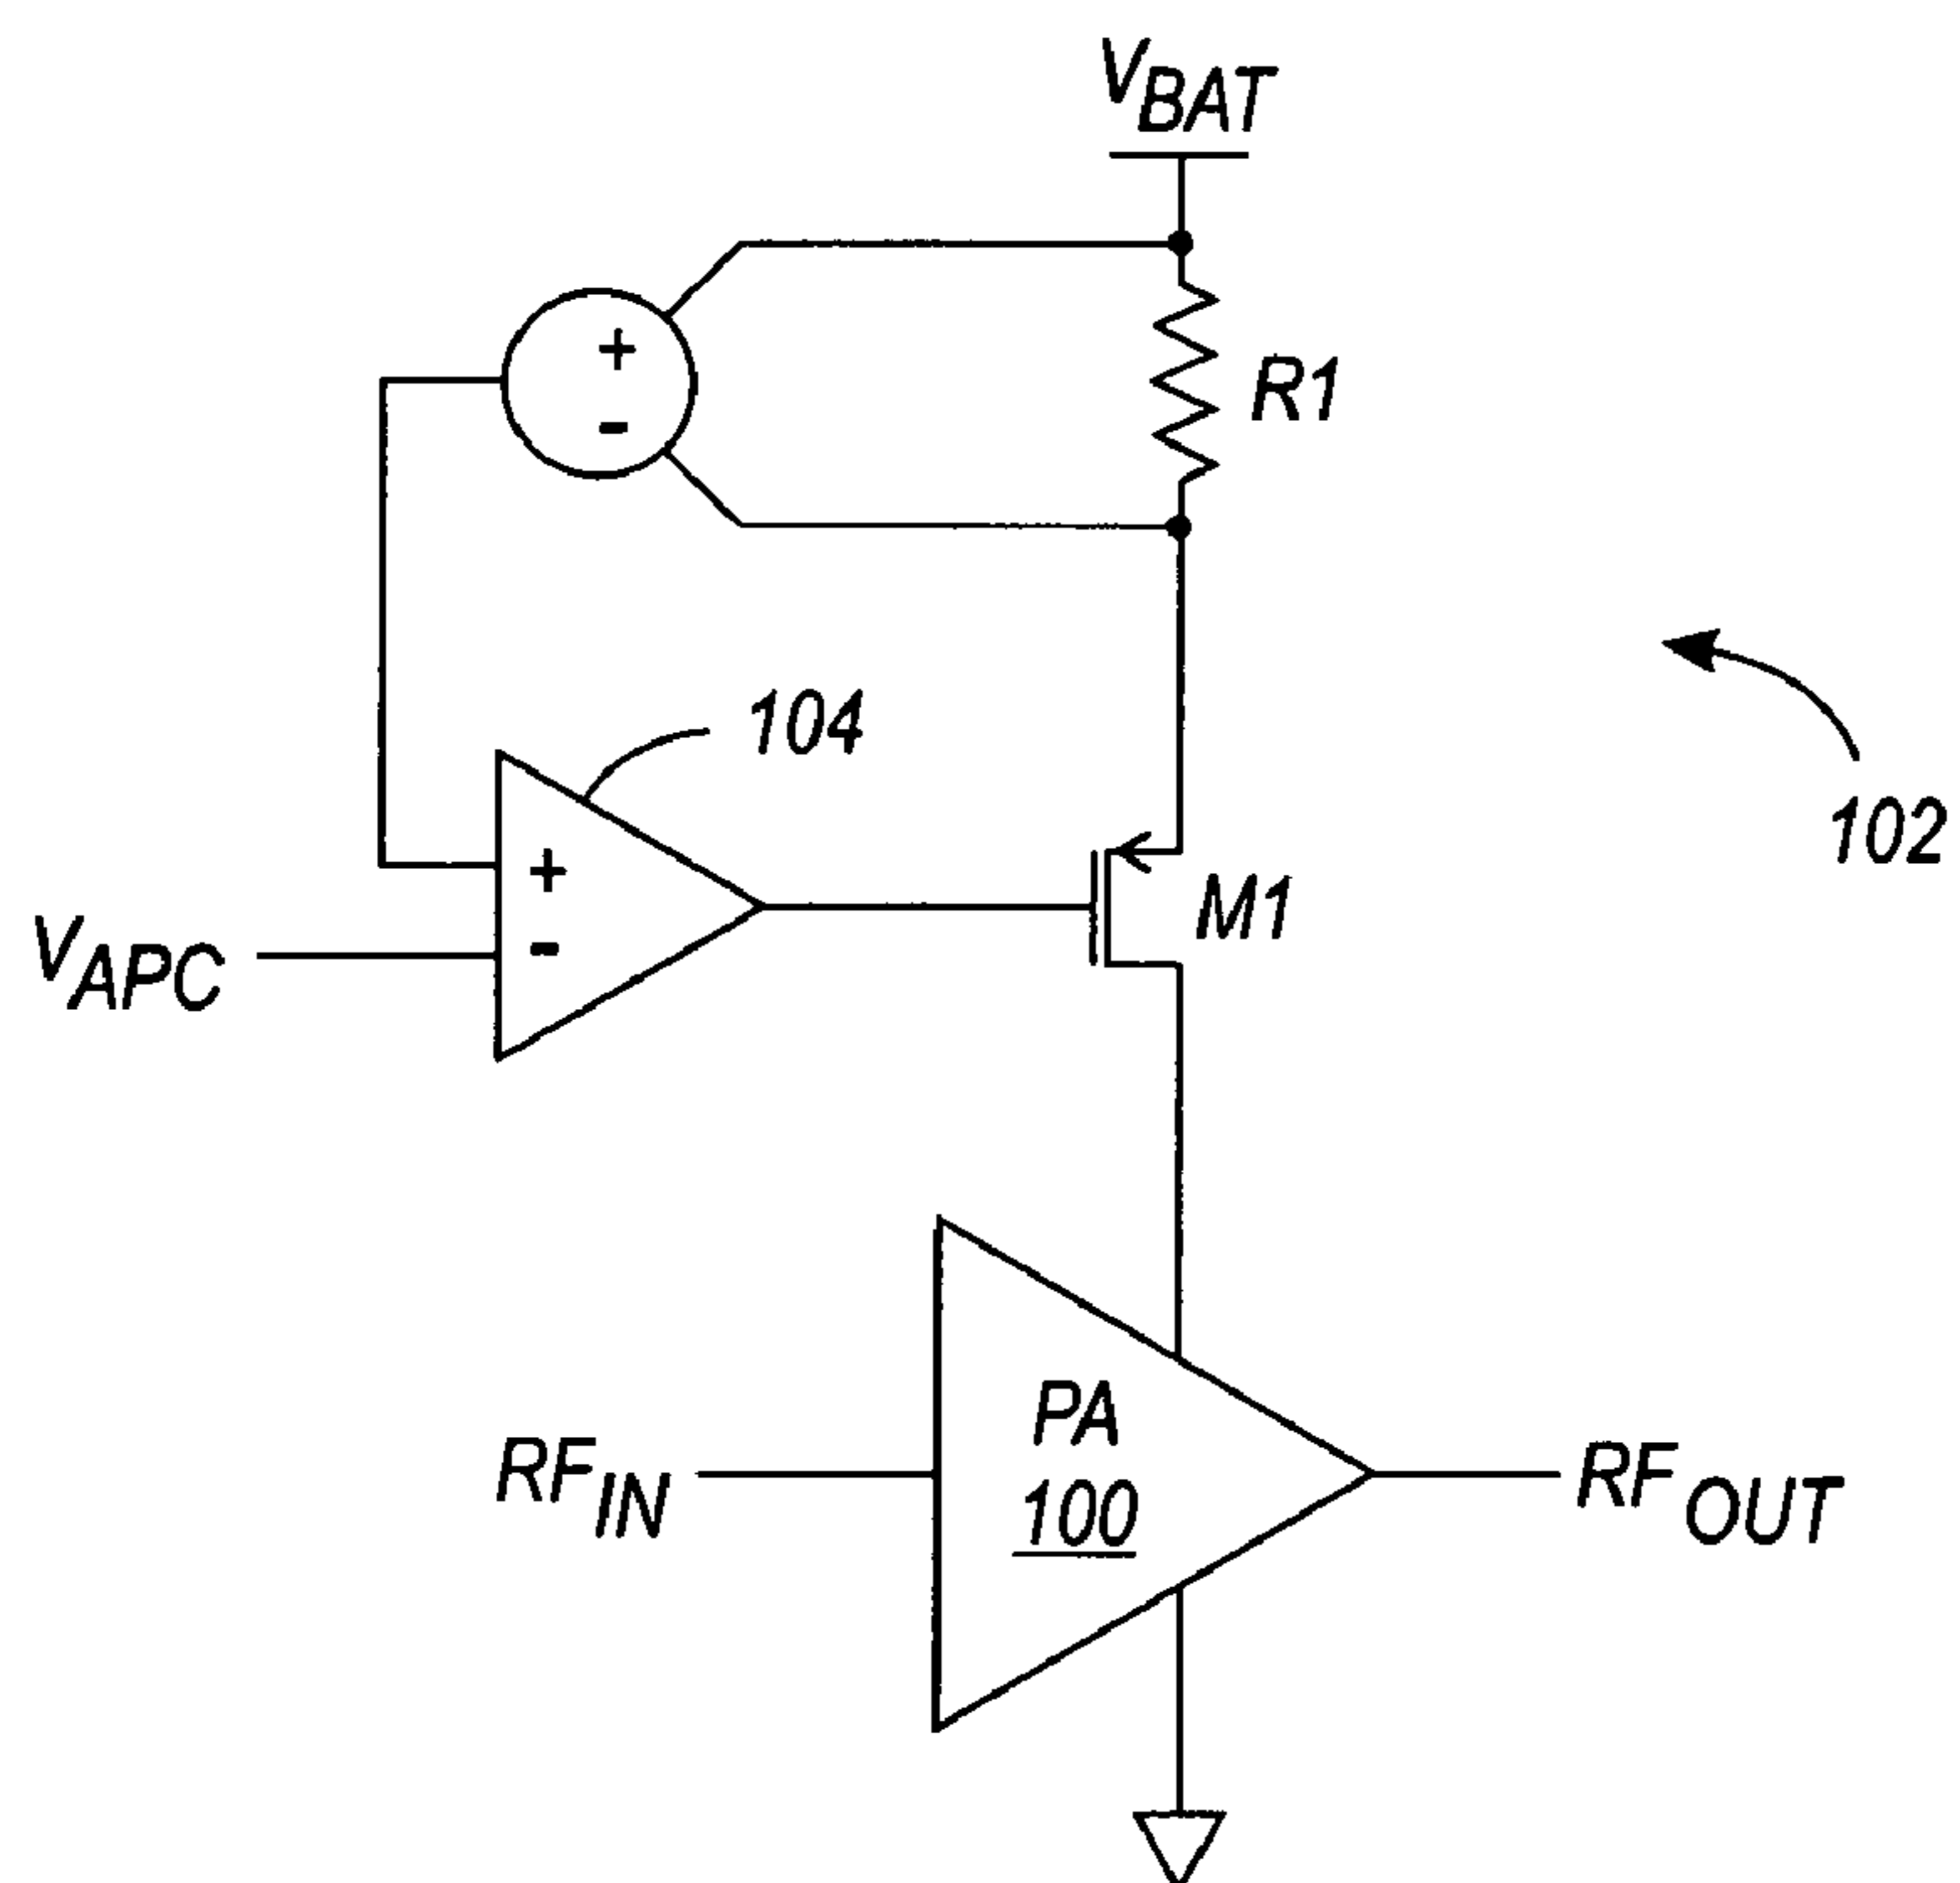 VBAT
+
-
R1
104
102
+
-
M1
VAPC
PA
100
RFIN
RFOUT